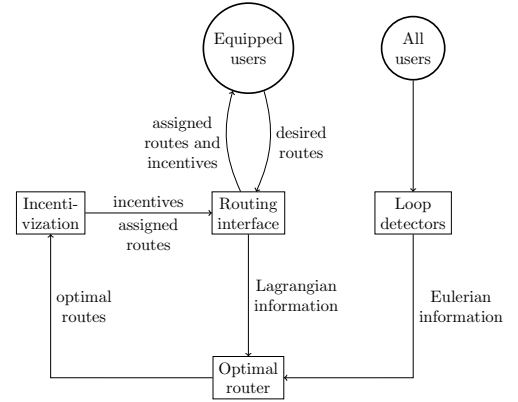 Equipped
users
All
users
assigned
routes and
incentives
desired
routes
Incenti-
vization
incentives
assigned
routes
Routing
interface
Loop
detectors
optimal
routes
Lagrangian
information
Eulerian
information
Optimal
router